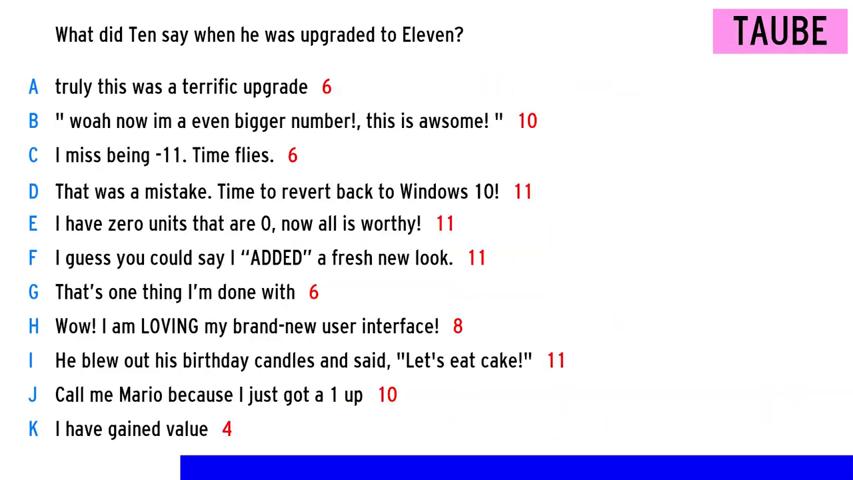 What did Ten say when he was upgraded to Eleven?
TAUBE
A truly this was a terrific upgrade 6
B " woah now im a even bigger number!, this is awsome! " 10
C I miss being -11. Time flies. 6
D That was a mistake. Time to revert back to Windows 10! 11
E I have zero units that are 0, now all is worthy! 11
F I guess you could say I “ADDED” a fresh new look. 11
G That's one thing I'm done with 6
H Wow! I am LOVING my brand-new user interface! 8
I He blew out his birthday candles and said, "Let's eat cake!" 11
J Call me Mario because I just got a 1 up 10
K I have gained value 4